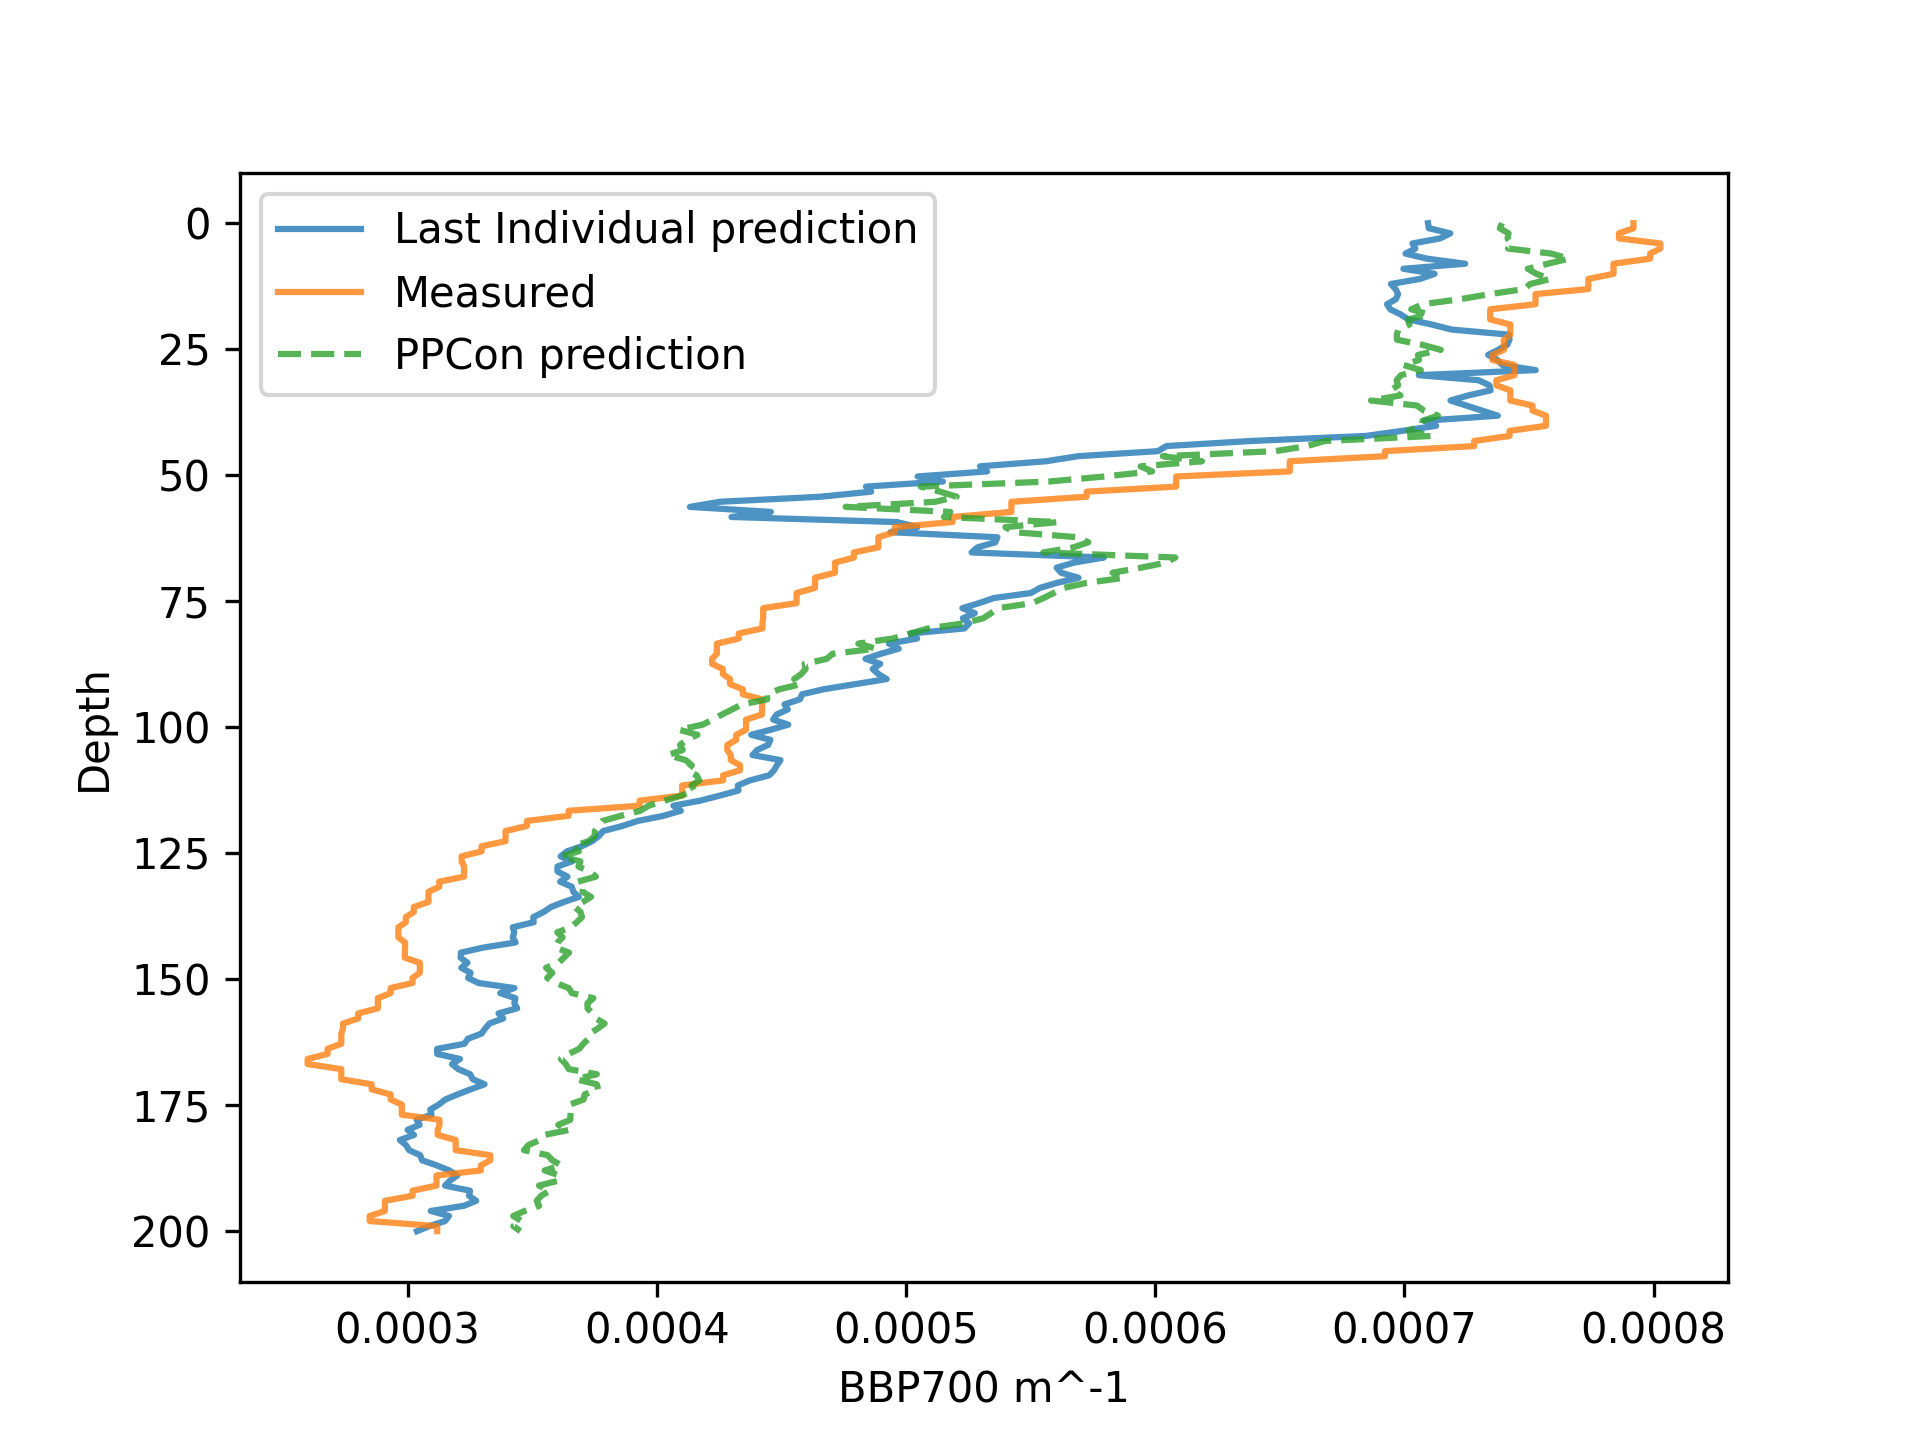 Last Individual prediction
Measured
PPCon prediction
0
25
50
75
100
125
150
175
200
Depth
0.0003 0.0004 0.0005 0.0006 0.0007 0.0008
BBP700 m^-1